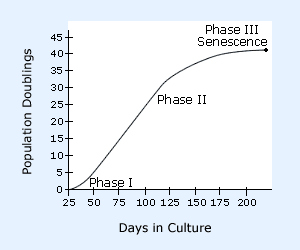 Phase III
Senescence
45
40
35
30
25
20
15
10
5
0
Population Doublings
Phase II
Phase I
25 50 75 100 125 150 175 200
Days in Culture